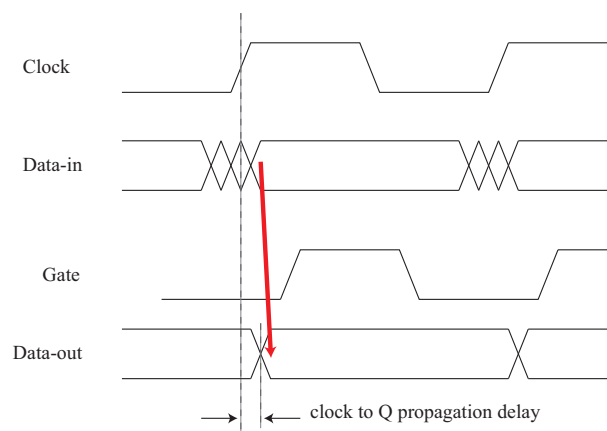 Clock
Data-in
Gate
Data-out
clock to Q propagation delay